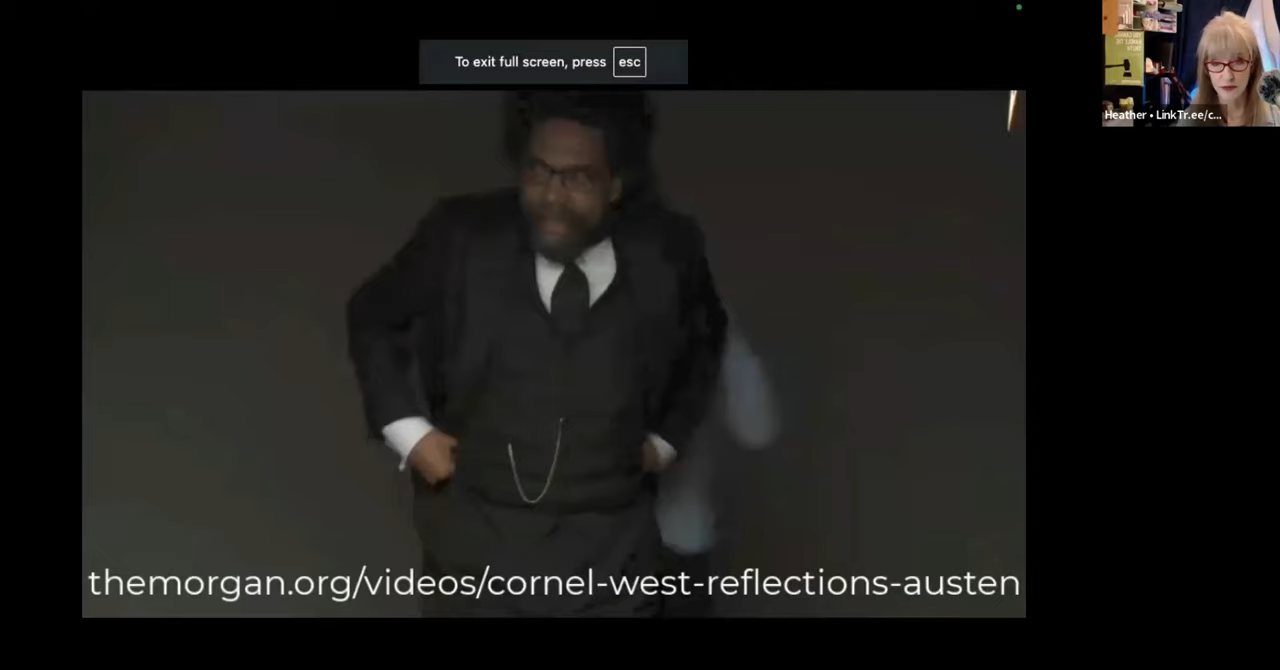 To exit full screen, press esc
Heather • LinkTr.ee/c...
themorgan.org/videos/cornel-west-reflections-austen